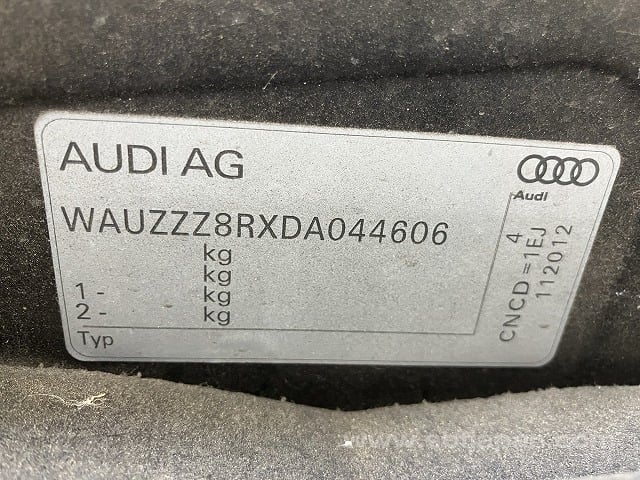 AUDI AG
Audi
WAUZZZ8RXDA044606
kg
kg
1 - kg
2 - kg
Typ
4
CNCD=1EJ
112012